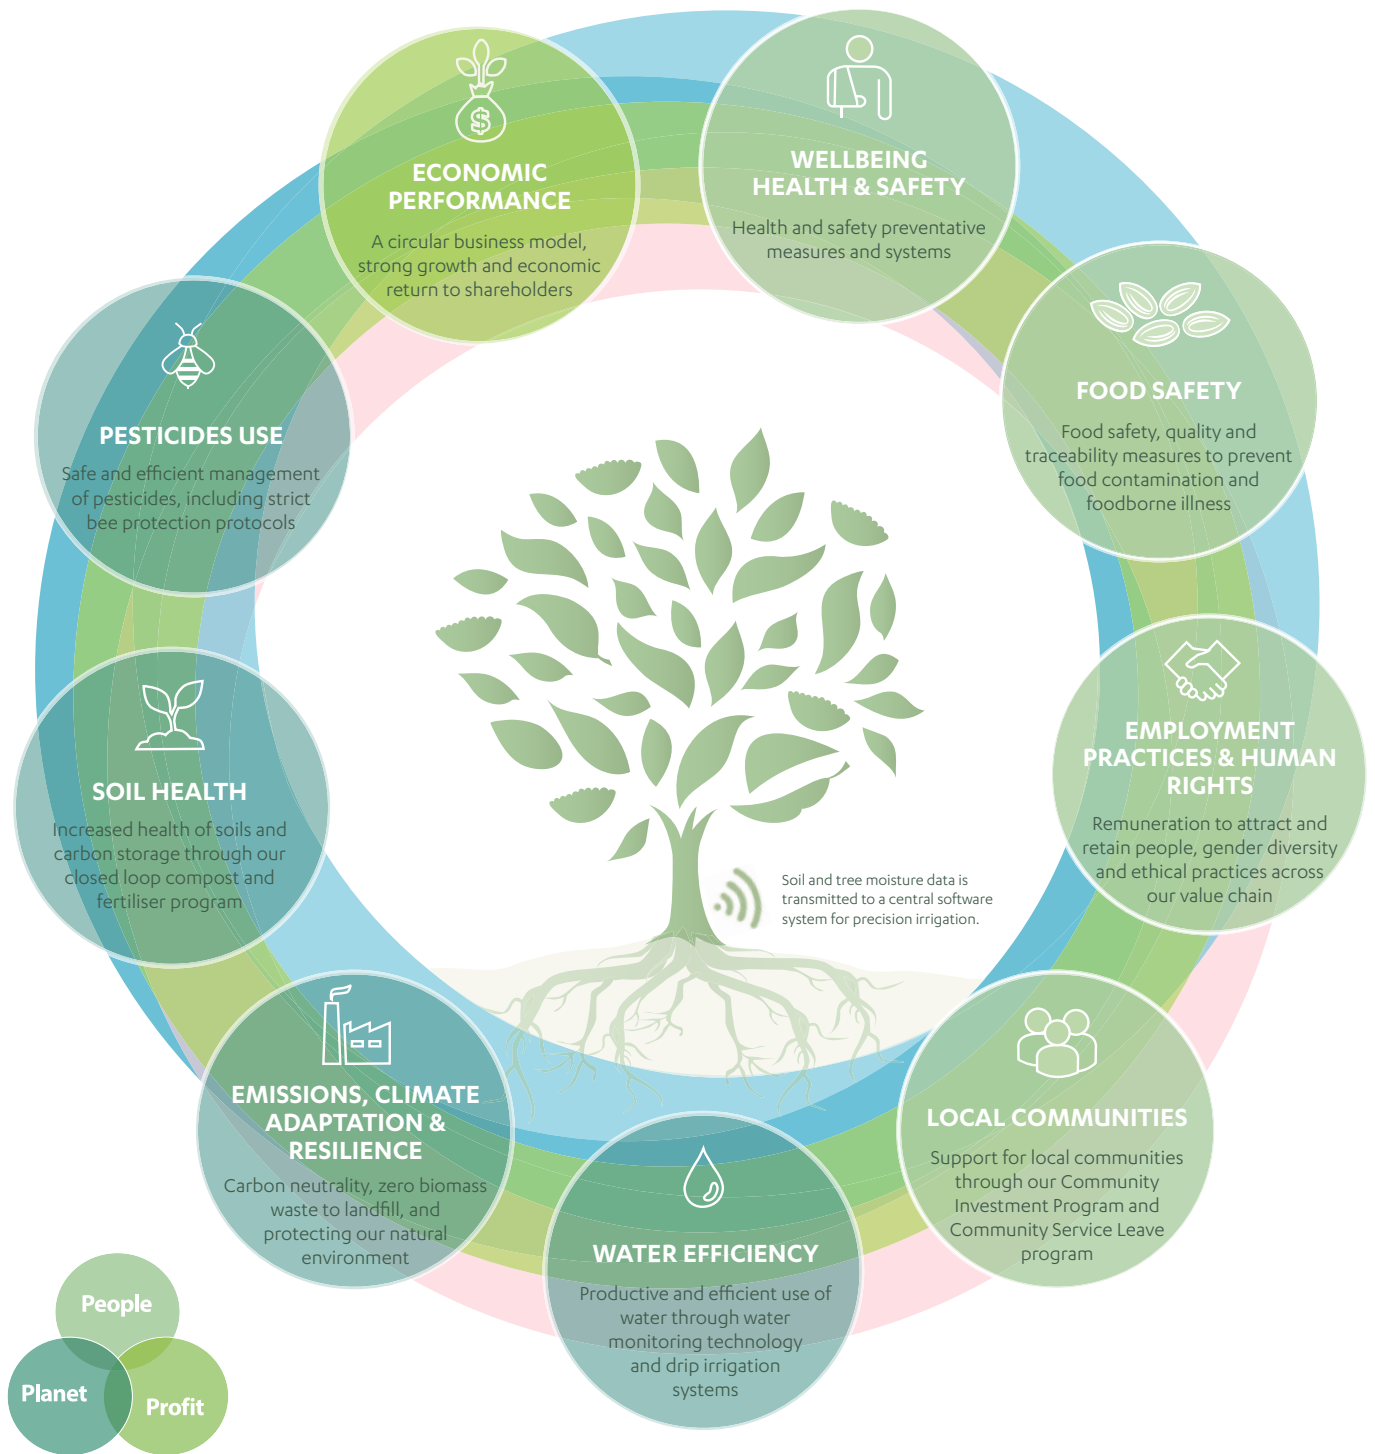 ECONOMIC
PERFORMANCE
A circular business model,
strong growth and economic
return to shareholders
WELLBEING
HEALTH & SAFETY
Health and safety preventative
measures and systems
FOOD SAFETY
Food safety, quality and
traceability measures to prevent
food contamination and
foodborne illness
EMPLOYMENT
PRACTICES & HUMAN
RIGHTS
Remuneration to attract and
retain people, gender diversity
and ethical practices across
our value chain
LOCAL COMMUNITIES
Support for local communities
through our Community
Investment Program and
Community Service Leave
program
WATER EFFICIENCY
Productive and efficient use of
water through water
monitoring technology
and drip irrigation
systems
EMISSIONS, CLIMATE
ADAPTATION &
RESILIENCE
Carbon neutrality, zero biomass
waste to landfill, and
protecting our natural
environment
SOIL HEALTH
Increased health of soils and
carbon storage through our
closed loop compost and
fertiliser program
PESTICIDES USE
Safe and efficient management
of pesticides, including strict
bee protection protocols
Soil and tree moisture data is
transmitted to a central software
system for precision irrigation.
$
People
Planet
Profit